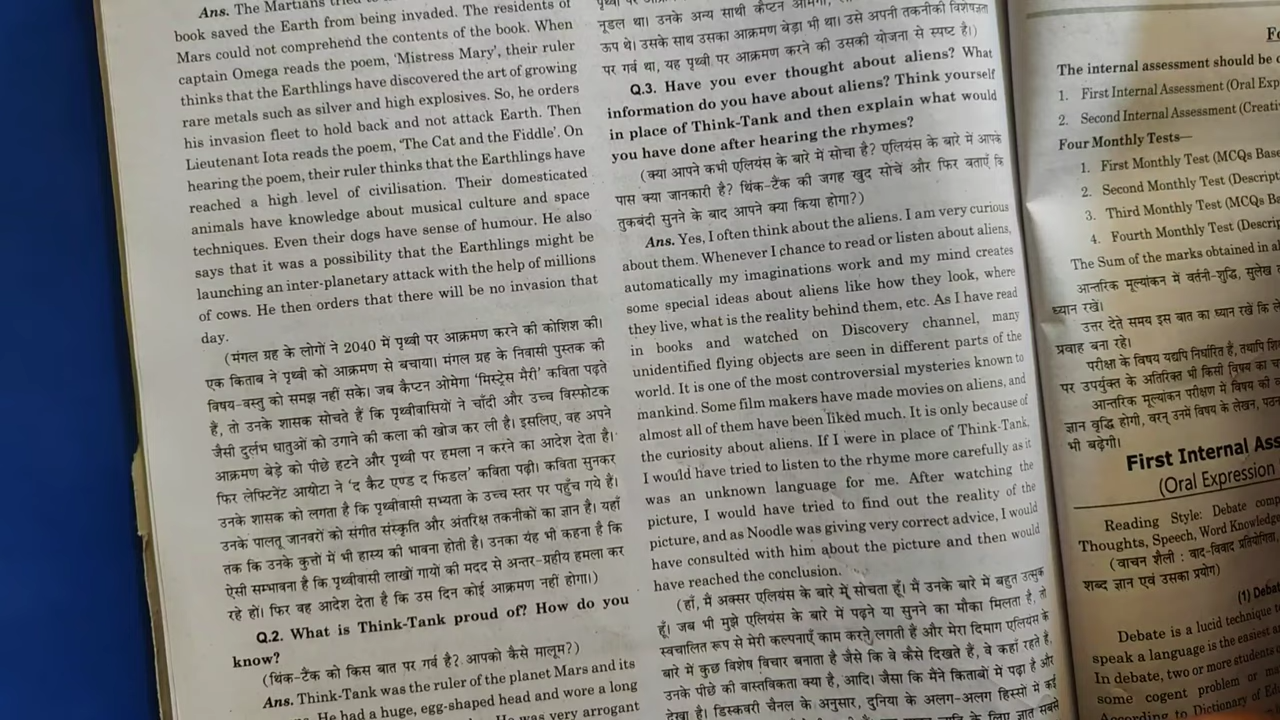 Ans. The Martians tried to
book saved the Earth from being invaded. The residents of
Mars could not comprehend the contents of the book. When
captain Omega reads the poem, ‘Mistress Mary’, their ruler
thinks that the Earthlings have discovered the art of growing
rare metals such as silver and high explosives. So, he orders
his invasion fleet to hold back and not attack Earth. Then
Lieutenant Iota reads the poem, ‘The Cat and the Fiddle’. On
hearing the poem, their ruler thinks that the Earthlings have
reached a high level of civilisation. Their domesticated
animals have knowledge about musical culture and space
techniques. Even their dogs have sense of humour. He also
says that it was a possibility that the Earthlings might be
launching an inter-planetary attack with the help of millions
of cows. He then orders that there will be no invasion that
day.
(मंगल ग्रह के लोगों ने 2040 में पृथ्वी पर आक्रमण करने की कोशिश की।
एक किताब ने पृथ्वी को आक्रमण से बचाया। मंगल ग्रह के निवासी पुस्तक की
विषय-वस्तु को समझ नहीं सके। जब कैप्टन ओमेगा ‘मिस्ट्रेस मैरी’ कविता पढ़ते
हैं, तो उनके शासक सोचते हैं कि पृथ्वीवासियों ने चाँदी और उच्च विस्फोटक
जैसी दुर्लभ धातुओं को उगाने की कला की खोज कर ली है। इसलिए, वह अपने
आक्रमण बेड़े को पीछे हटने और पृथ्वी पर हमला न करने का आदेश देता है।
फिर लेफ्टिनेंट आयोटा ने ‘द कैट एण्ड द फिडल’ कविता पढ़ी। कविता सुनकर
उनके शासक को लगता है कि पृथ्वीवासी सभ्यता के उच्च स्तर पर पहुँच गये हैं।
उनके पालतू जानवरों को संगीत संस्कृति और अंतरिक्ष तकनीकों का ज्ञान है। यहाँ
तक कि उनके कुत्तों में भी हास्य की भावना होती है। उनका यह भी कहना है कि
ऐसी सम्भावना है कि पृथ्वीवासी लाखों गायों की मदद से अन्तर-ग्रहीय हमला कर
रहे हों। फिर वह आदेश देता है कि उस दिन कोई आक्रमण नहीं होगा।)
Q.2. What is Think-Tank proud of? How do you
know?
(थिंक-टैंक को किस बात पर गर्व है? आपको कैसे मालूम?)
Ans. Think-Tank was the ruler of the planet Mars and its
He had a huge, egg-shaped head and wore a long
was very arrogant
नूडल था। उनके अन्य साथी कैप्टन ओमेगा,
ऊप थे। उसके साथ उसका आक्रमण बेड़ा भी था। उसे अपनी तकनीकी विशेषता
पर गर्व था, यह पृथ्वी पर आक्रमण करने की उसकी योजना से स्पष्ट है।)
Q.3. Have you ever thought about aliens? What
information do you have about aliens? Think yourself
in place of Think-Tank and then explain what would
you have done after hearing the rhymes?
(क्या आपने कभी एलियंस के बारे में सोचा है? एलियंस के बारे में आपके
पास क्या जानकारी है? थिंक-टैंक की जगह खुद सोचें और फिर बताएँ कि
तुकबंदी सुनने के बाद आपने क्या किया होगा?)
Ans. Yes, I often think about the aliens. I am very curious
about them. Whenever I chance to read or listen about aliens,
automatically my imaginations work and my mind creates
some special ideas about aliens like how they look, where
they live, what is the reality behind them, etc. As I have read
in books and watched on Discovery channel, many
unidentified flying objects are seen in different parts of the
world. It is one of the most controversial mysteries known to
mankind. Some film makers have made movies on aliens, and
almost all of them have been liked much. It is only because of
the curiosity about aliens. If I were in place of Think-Tank,
I would have tried to listen to the rhyme more carefully as it
was an unknown language for me. After watching the
picture, I would have tried to find out the reality of the
picture, and as Noodle was giving very correct advice, I would
have consulted with him about the picture and then would
have reached the conclusion.
(हाँ, मैं अक्सर एलियंस के बारे में सोचता हूँ। मैं उनके बारे में बहुत उत्सुक
हूँ। जब भी मुझे एलियंस के बारे में पढ़ने या सुनने का मौका मिलता है, तो
स्वचालित रूप से मेरी कल्पनाएँ काम करने लगती हैं और मेरा दिमाग एलियंस के
बारे में कुछ विशेष विचार बनाता है जैसे कि वे कैसे दिखते हैं, वे कहाँ रहते हैं,
उनके पीछे की वास्तविकता क्या है, आदि। जैसा कि मैंने किताबों में पढ़ा है और
देखा है। डिस्कवरी चैनल के अनुसार, दुनिया के अलग-अलग हिस्सों में कई
के लिए ज्ञात सबसे
The internal assessment should be
1. First Internal Assessment (Oral Exp
2. Second Internal Assessment (Creati
Four Monthly Tests—
1. First Monthly Test (MCQs Base
2. Second Monthly Test (Descript
3. Third Monthly Test (MCQs Ba
4. Fourth Monthly Test (Descrip
The Sum of the marks obtained in al
आन्तरिक मूल्यांकन में वर्तनी-शुद्धि, सुलेख
ध्यान रखें।
उत्तर देते समय इस बात का ध्यान रखें कि
प्रवाह बना रहे।
परीक्षा के विषय यद्यपि निर्धारित हैं, तथापि
पर उपर्युक्त के अतिरिक्त भी किसी विषय का
आन्तरिक मूल्यांकन परीक्षण में विषय की
ज्ञान वृद्धि होगी, वरन् उनमें विषय के लेखन,
भी बढ़ेगी।
First Internal Ass
(Oral Expression
Reading Style: Debate comp
Thoughts, Speech, Word Knowledg
(वाचन शैली : वाद-विवाद प्रतियोगिता,
शब्द ज्ञान एवं उसका प्रयोग)
(1) Debat
Debate is a lucid technique
speak a language is the easiest a
In debate, two or more students
some cogent problem or
According to Dictionary of Ed